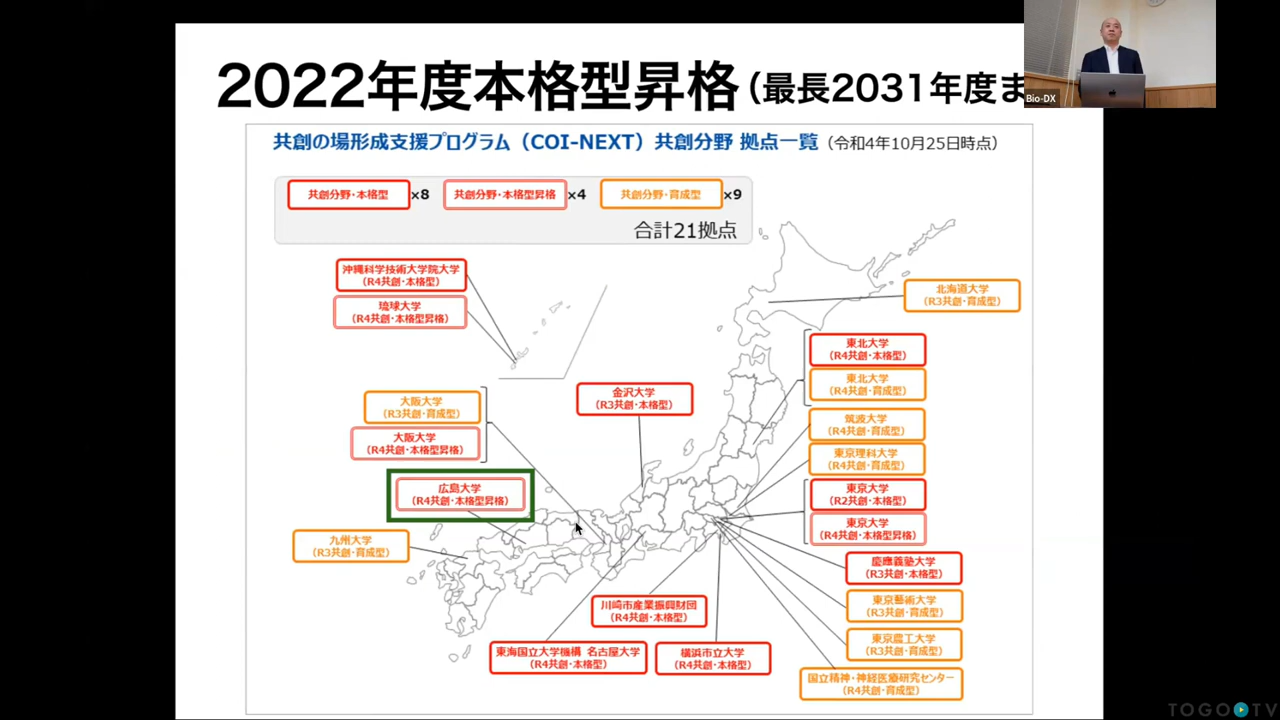 2022年度本格型昇格(最長2031年度ま
Bio-DX
共創の場形成支援プログラム(COI-NEXT)共創分野 拠点一覧(令和4年10月25日時点)
共創分野・本格型 ×8 共創分野・本格型昇格 ×4 共創分野・育成型 ×9
合計21拠点
沖縄科学技術大学院大学
(R4共創・本格型)
琉球大学
(R4共創・本格型昇格)
北海道大学
(R3共創・育成型)
東北大学
(R4共創・本格型)
東北大学
(R4共創・育成型)
金沢大学
(R3共創・本格型)
大阪大学
(R3共創・育成型)
大阪大学
(R4共創・本格型昇格)
筑波大学
(R4共創・育成型)
東京理科大学
(R4共創・育成型)
広島大学
(R4共創・本格型昇格)
東京大学
(R2共創・本格型)
東京大学
(R4共創・本格型昇格)
九州大学
(R3共創・育成型)
慶應義塾大学
(R3共創・本格型)
東京藝術大学
(R3共創・育成型)
川崎市産業振興財団
(R4共創・本格型)
東京農工大学
(R3共創・育成型)
東海国立大学機構 名古屋大学
(R4共創・本格型)
横浜市立大学
(R4共創・本格型)
国立精神・神経医療研究センター
(R4共創・育成型)
TOGO TV